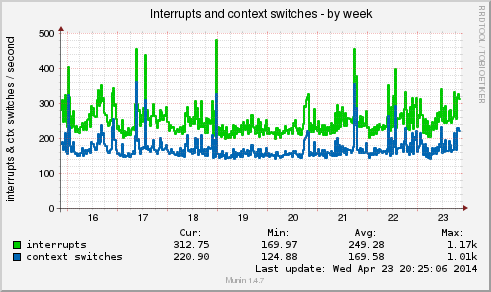 Interrupts and context switches - by week
RRDTOOL / TOBI OETIKER
interrupts & ctx switches / second
500
400
300
200
100
0
16 17 18 19 20 21 22 23
Cur: Min: Avg: Max:
interrupts 312.75 169.97 249.28 1.17k
context switches 220.90 124.88 169.58 1.01k
Last update: Wed Apr 23 20:25:06 2014
Munin 1.4.7